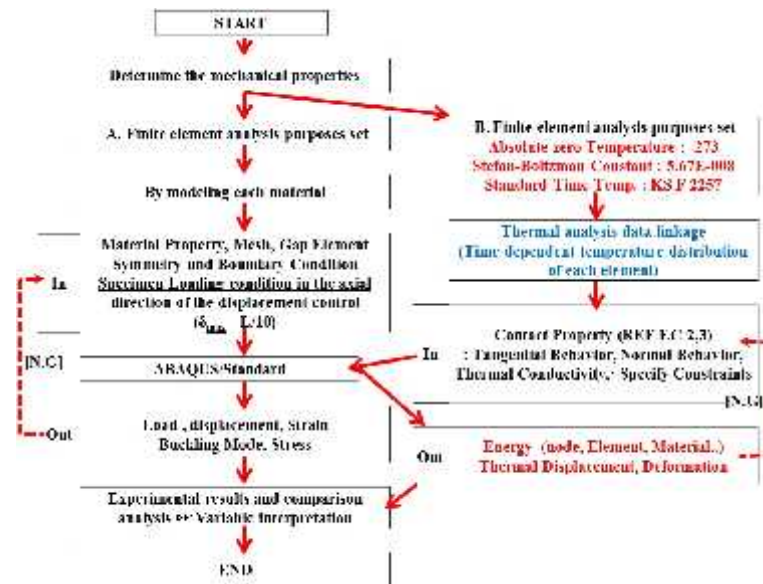 START
Determine the mechanical properties
A. Finite element analysis purposes set
By modeling each material
In
Material Property, Mesh, Gap Element
Symmetry and Boundary Condition
Specimen Loading condition in the axial
direction of the displacement control
(δmax L/10)
[N.G]
ABAQUS/Standard
Out
Load , displacement, Strain
Buckling Mode, Stress
Experimental results and comparison
analysis Variable interpretation
END
B. Finite element analysis purposes set
Absolute zero Temperature : -273
Stefan-Boltzman Constant : 5.67E-008
Standard Time Temp. : KS F 2257
Thermal analysis data linkage
(Time dependent temperature distribution
of each element)
In
Contact Property (REF EC 2,3)
: Tangential Behavior, Normal Behavior,
Thermal Conductivity, Specify Constraints
[N.G]
Out
Energy (node, Element, Material..)
Thermal Displacement, Deformation